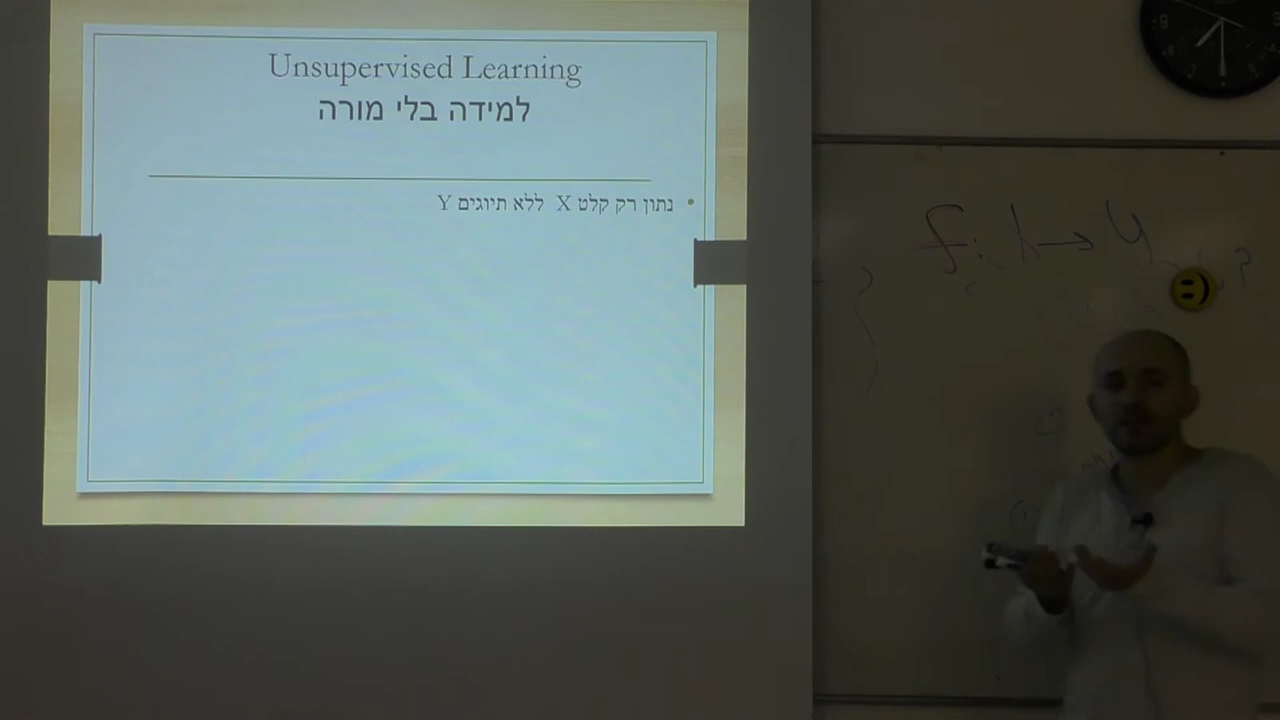 Unsupervised Learning
למידה בלי מורה
• נתון רק קלט X ללא תיוגים Y
f: X → Y